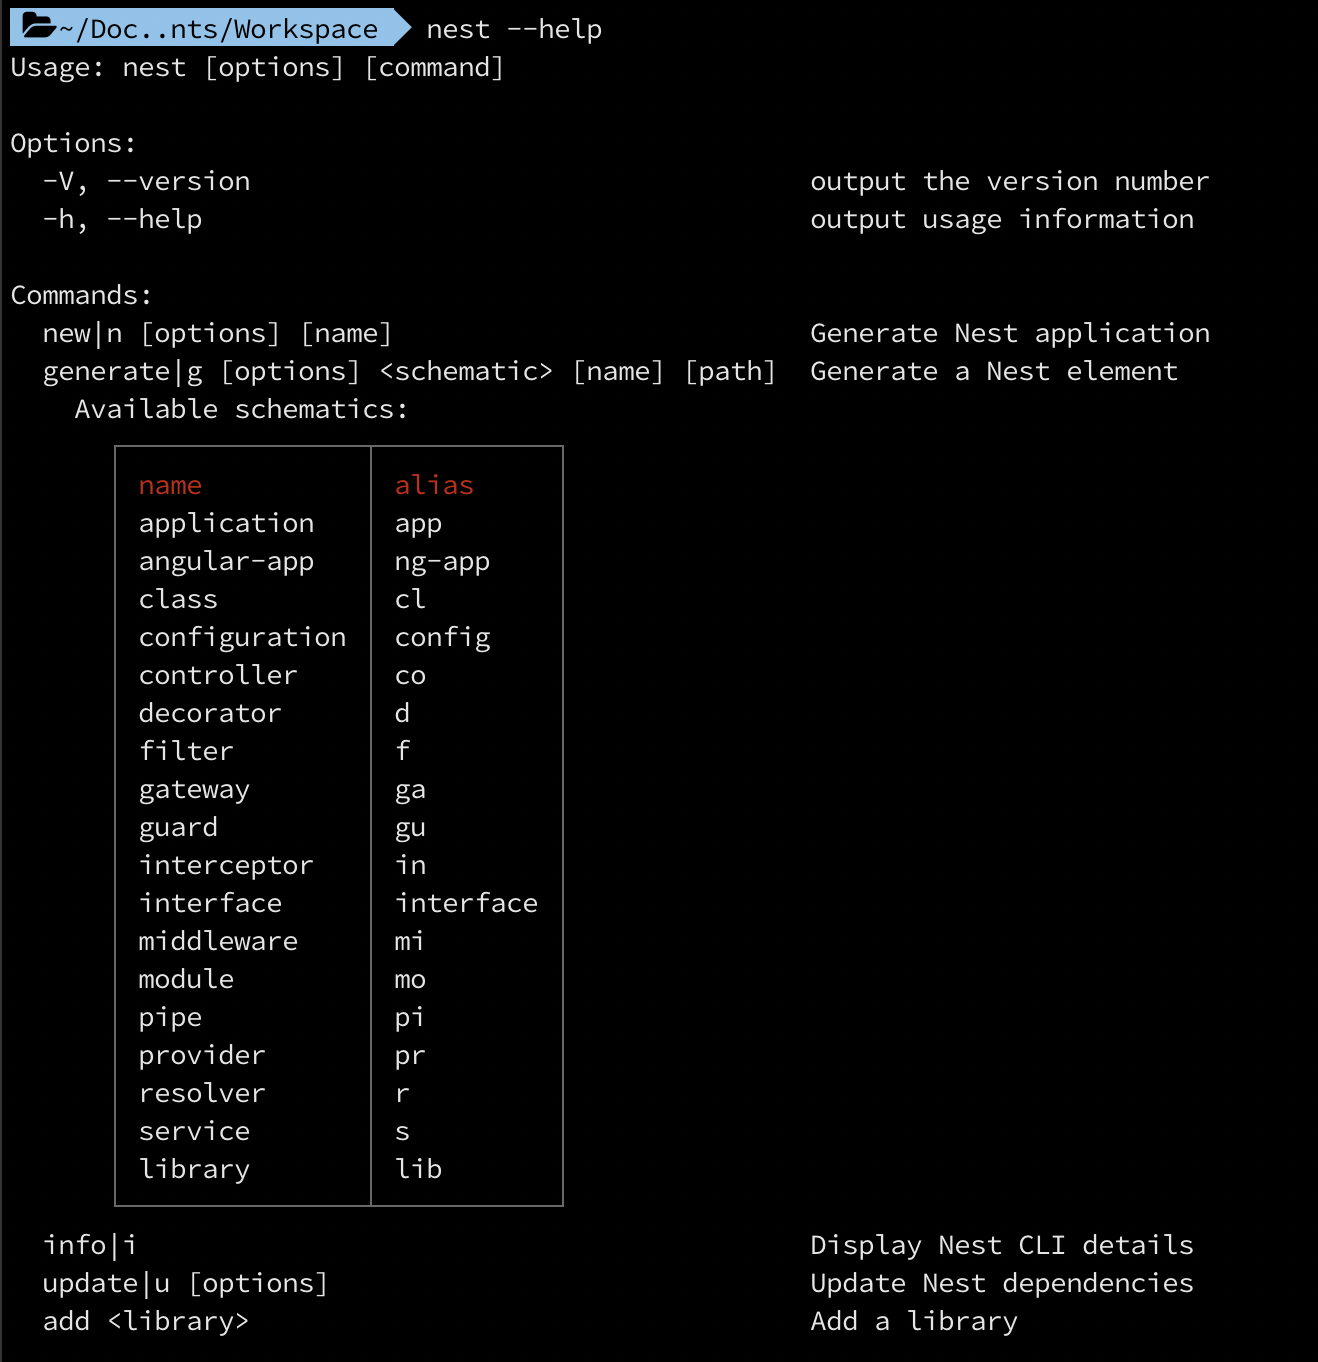 ~/Doc..nts/Workspace nest --help
Usage: nest [options] [command]
Options:
-V, --version output the version number
-h, --help output usage information
Commands:
new|n [options] [name] Generate Nest application
generate|g [options] <schematic> [name] [path] Generate a Nest element
Available schematics:
name alias
application app
angular-app ng-app
class cl
configuration config
controller co
decorator d
filter f
gateway ga
guard gu
interceptor in
interface interface
middleware mi
module mo
pipe pi
provider pr
resolver r
service s
library lib
info|i Display Nest CLI details
update|u [options] Update Nest dependencies
add <library> Add a library